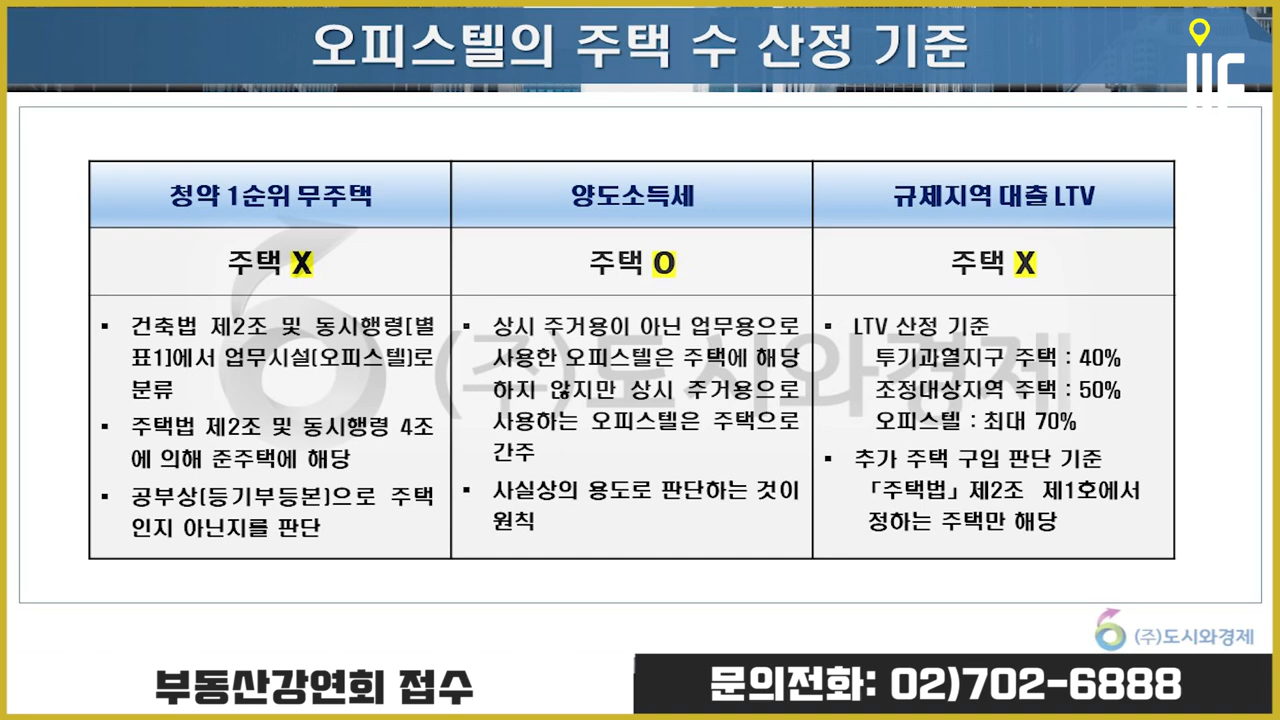 오피스텔의 주택 수 산정 기준
청약 1순위 무주택
양도소득세
규제지역 대출 LTV
주택 X
주택 O
주택 X
▪ 건축법 제2조 및 동시행령[별
표1]에서 업무시설(오피스텔)로
분류
▪ 주택법 제2조 및 동시행령 4조
에 의해 준주택에 해당
▪ 공부상(등기부등본)으로 주택
인지 아닌지를 판단
▪ 상시 주거용이 아닌 업무용으로
사용한 오피스텔은 주택에 해당
하지 않지만 상시 주거용으로
사용하는 오피스텔은 주택으로
간주
▪ 사실상의 용도로 판단하는 것이
원칙
▪ LTV 산정 기준
투기과열지구 주택 : 40%
조정대상지역 주택 : 50%
오피스텔 : 최대 70%
▪ 추가 주택 구입 판단 기준
「주택법」 제2조 제1호에서
정하는 주택만 해당
(주)도시와경제
(주)도시와경제
부동산강연회 접수
문의전화: 02)702-6888